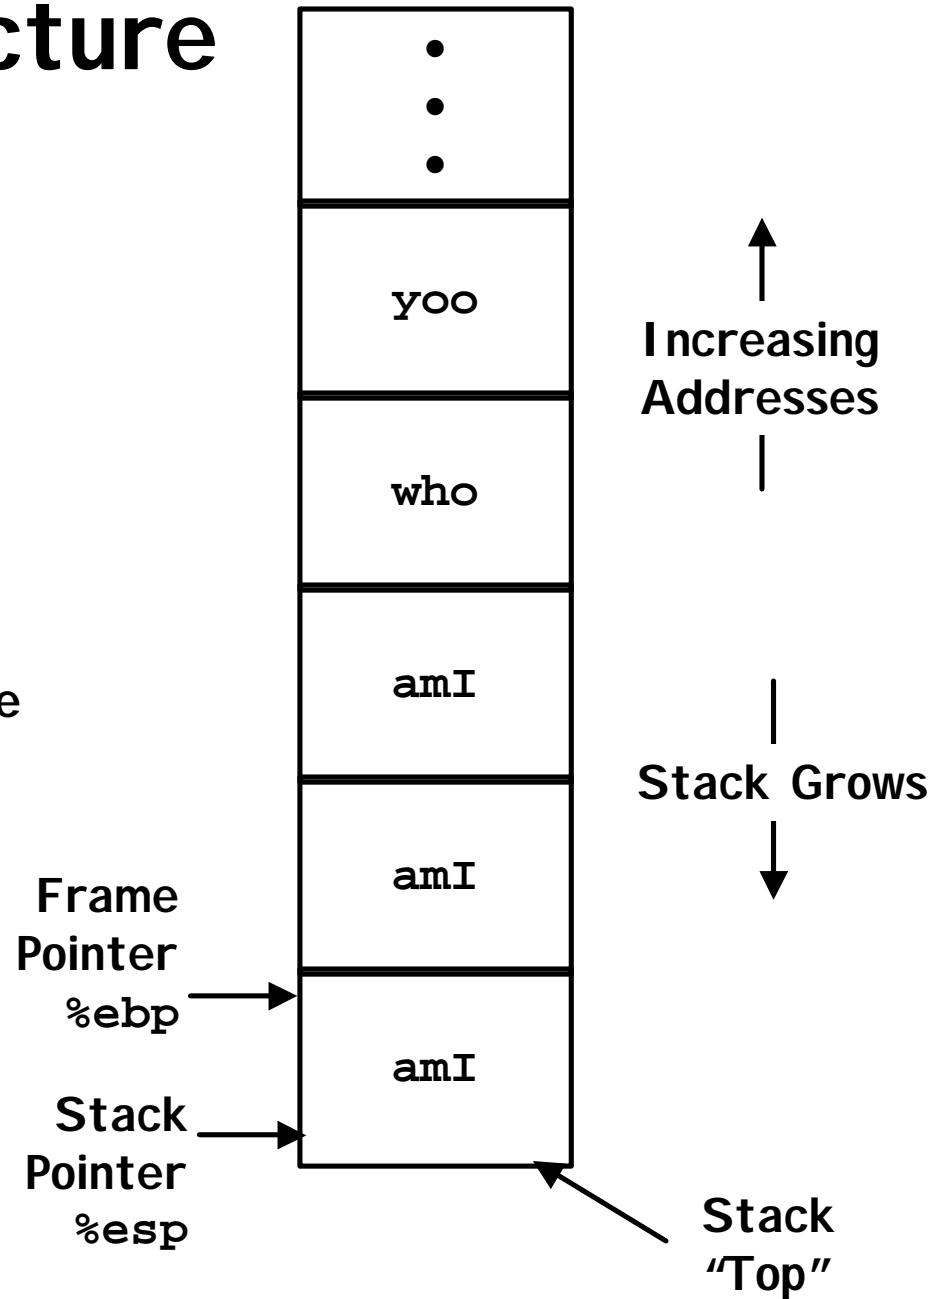 cture
yoo
Increasing
Addresses
who
amI
e
Stack Grows
amI
Frame
Pointer
%ebp
amI
Stack
Pointer
%esp
Stack
“Top”